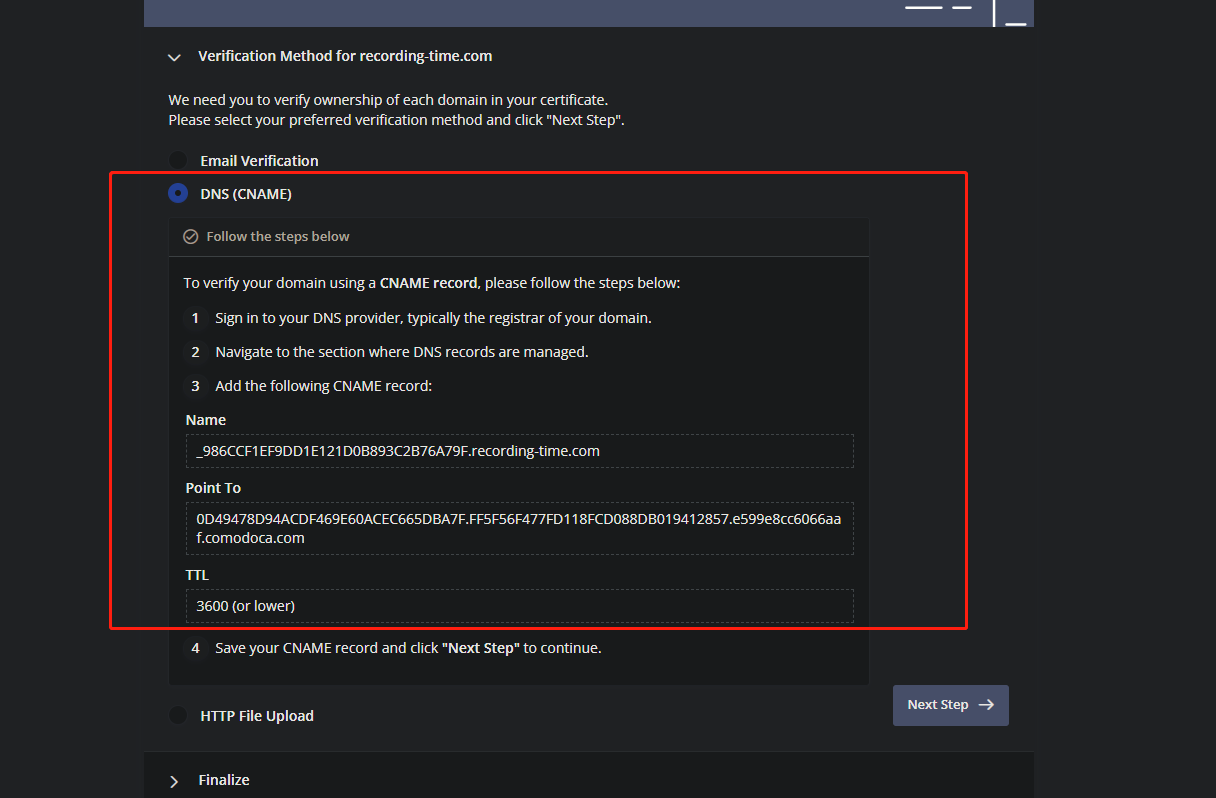 Verification Method for recording-time.com
We need you to verify ownership of each domain in your certificate.
Please select your preferred verification method and click "Next Step".
Email Verification
DNS (CNAME)
Follow the steps below
To verify your domain using a CNAME record, please follow the steps below:
1 Sign in to your DNS provider, typically the registrar of your domain.
2 Navigate to the section where DNS records are managed.
3 Add the following CNAME record:
Name
_986CCF1EF9DD1E121D0B893C2B76A79F.recording-time.com
Point To
0D49478D94ACDF469E60ACEC665DBA7F.FF5F56F477FD118FCD088DB019412857.e599e8cc6066aa
f.comodoca.com
TTL
3600 (or lower)
4 Save your CNAME record and click "Next Step" to continue.
HTTP File Upload
Next Step
Finalize